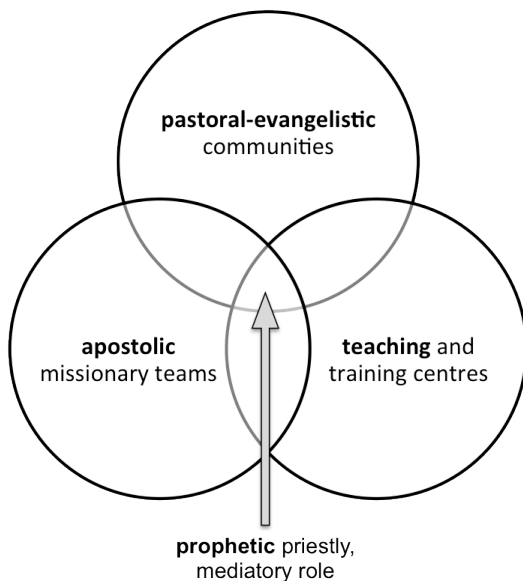 pastoral-evangelistic
communities
apostolic
missionary teams
teaching and
training centres
prophetic priestly,
mediatory role